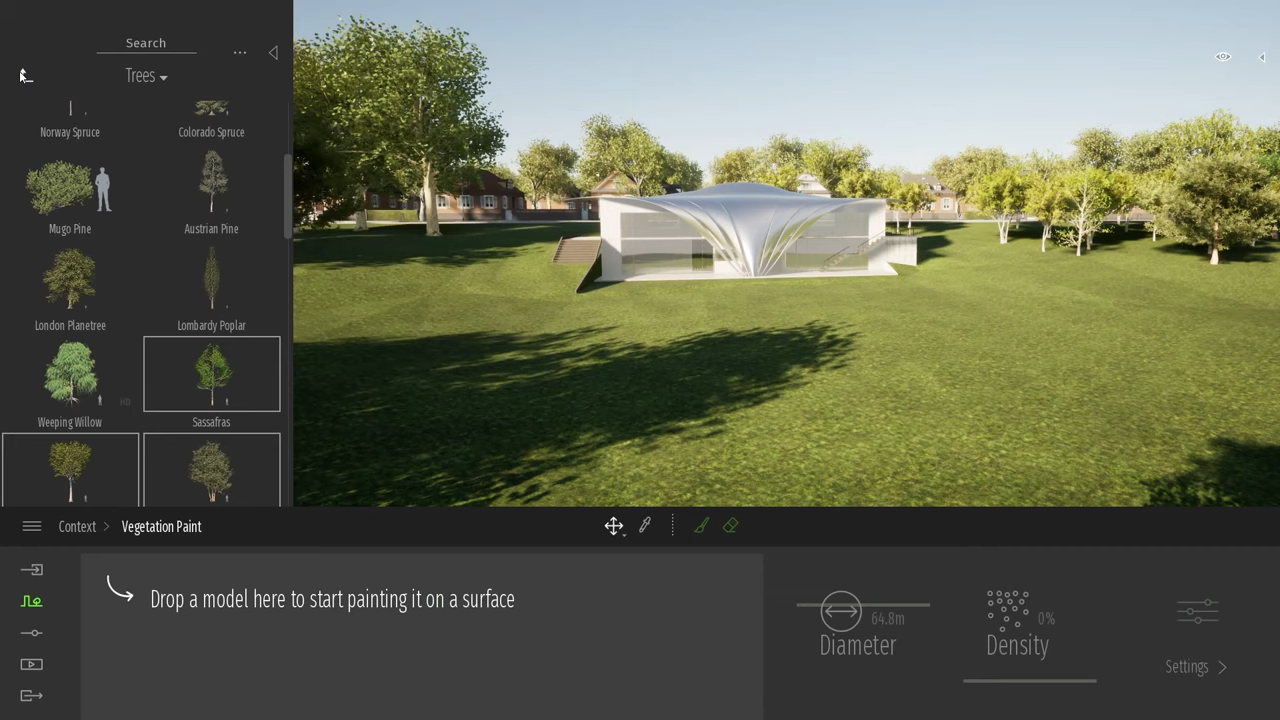 Search
...
Trees
Norway Spruce
Colorado Spruce
Mugo Pine
Austrian Pine
London Planetree
Lombardy Poplar
HD
Weeping Willow
Sassafras
Context > Vegetation Paint
Drop a model here to start painting it on a surface
64.8m
Diameter
0%
Density
Settings >